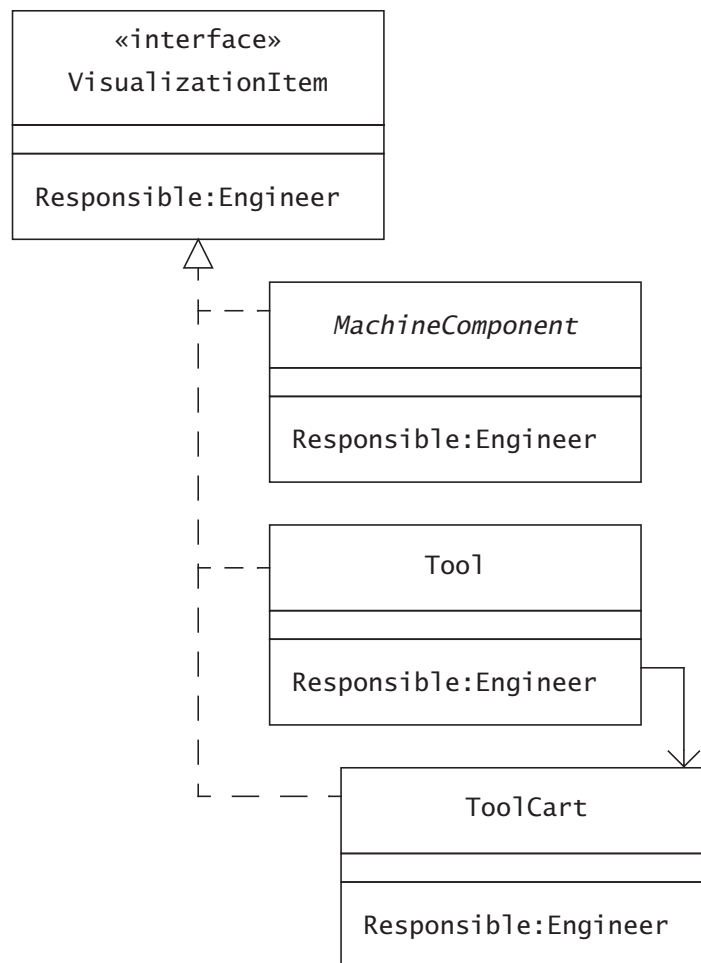 «interface»
VisualizationItem
Responsible:Engineer
MachineComponent
Responsible:Engineer
Tool
Responsible:Engineer
ToolCart
Responsible:Engineer